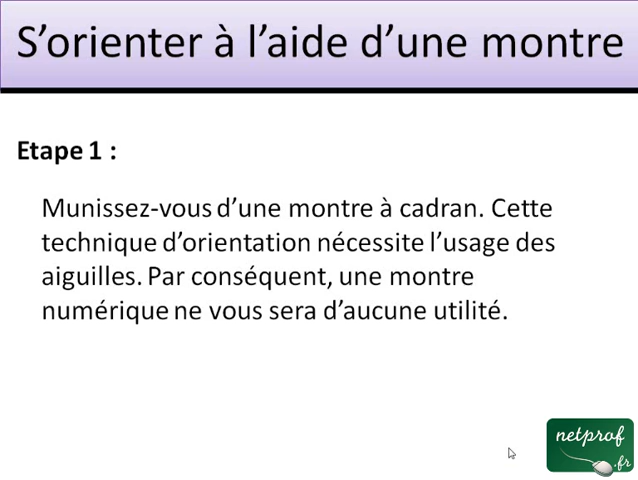 S'orienter à l'aide d'une montre
Etape 1 :
Munissez-vous d'une montre à cadran. Cette
technique d'orientation nécessite l'usage des
aiguilles. Par conséquent, une montre
numérique ne vous sera d'aucune utilité.
netprof
.fr